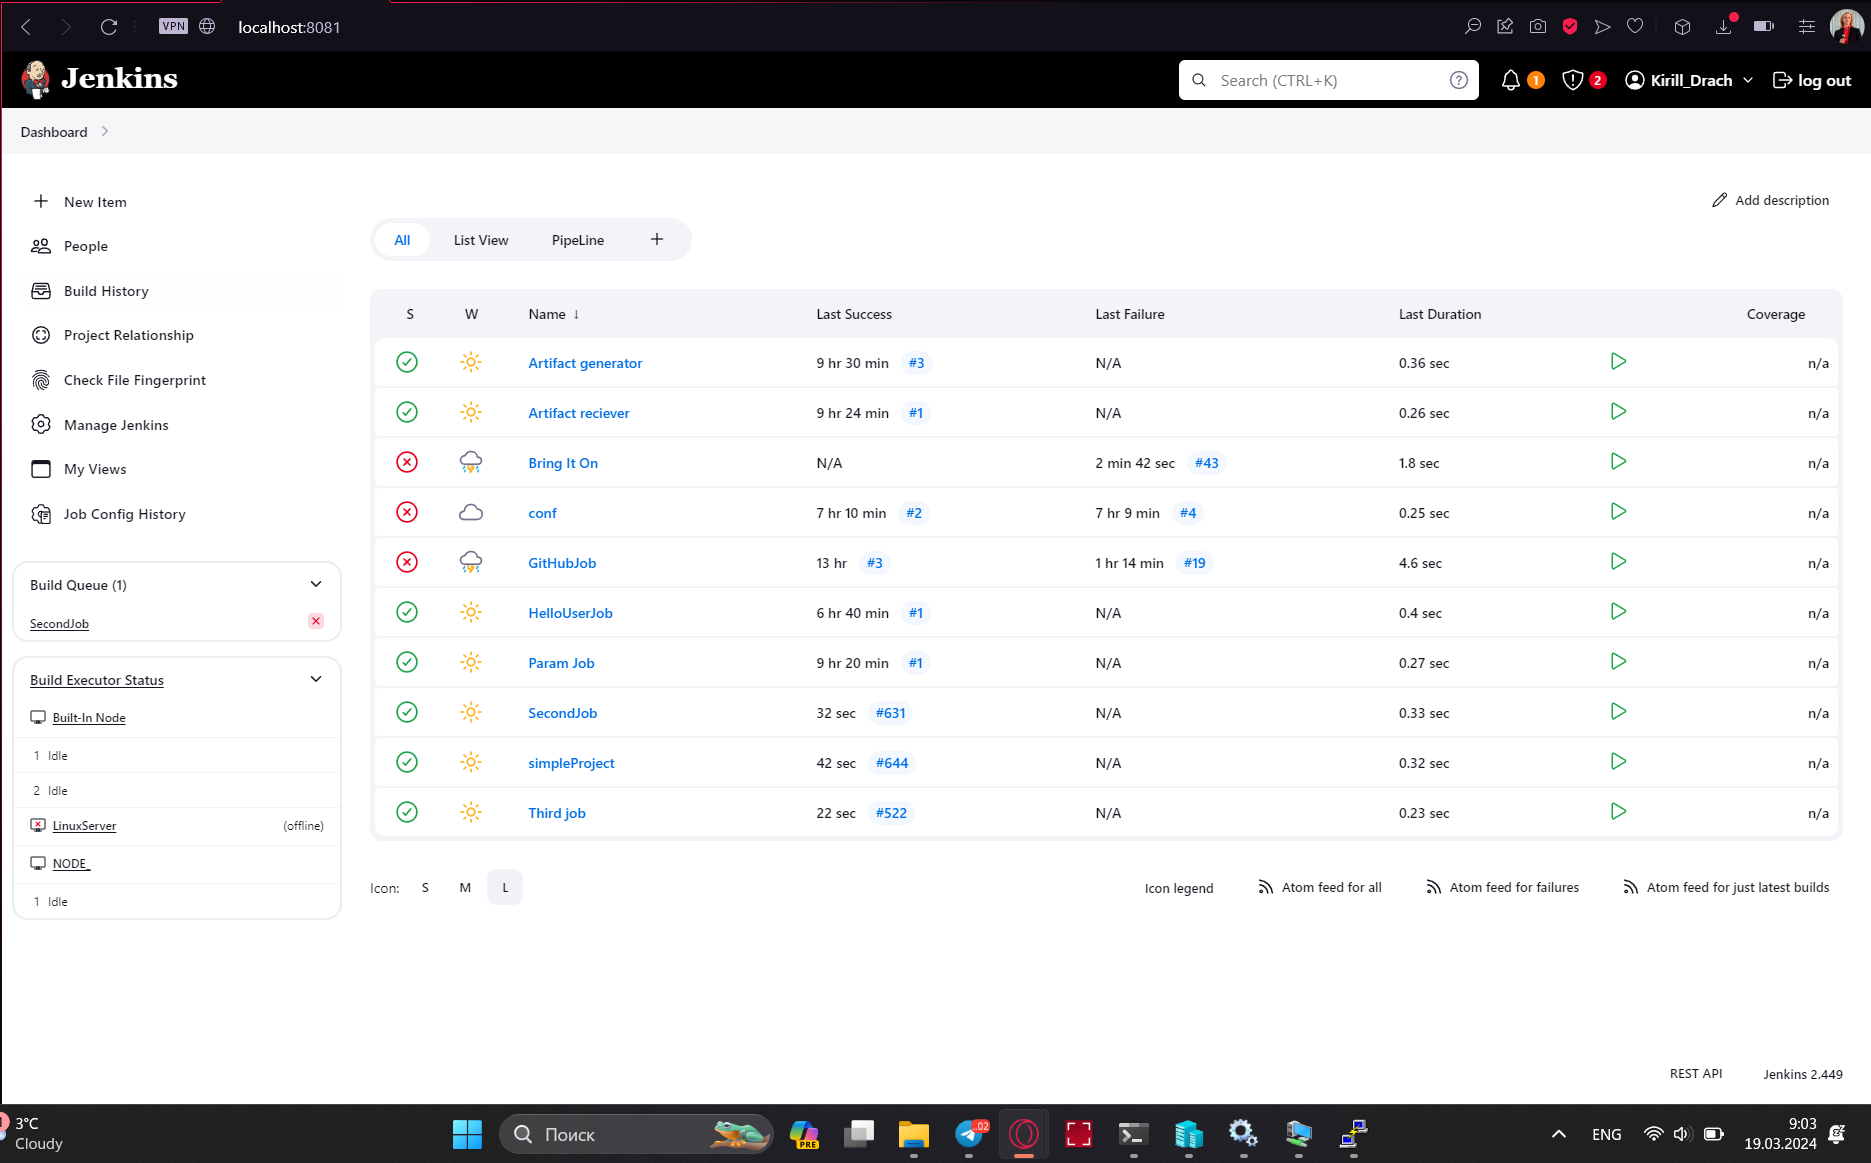 VPN localhost:8081
Jenkins Search (CTRL+K) 1 2 Kirill_Drach log out
Dashboard
New Item
People
Build History
Project Relationship
Check File Fingerprint
Manage Jenkins
My Views
Job Config History
Build Queue (1)
SecondJob
Build Executor Status
Built-In Node
1 Idle
2 Idle
LinuxServer (offline)
NODE_
1 Idle
Add description
All List View PipeLine +
S W Name ↓ Last Success Last Failure Last Duration Coverage
Artifact generator 9 hr 30 min #3 N/A 0.36 sec n/a
Artifact reciever 9 hr 24 min #1 N/A 0.26 sec n/a
Bring It On N/A 2 min 42 sec #43 1.8 sec n/a
conf 7 hr 10 min #2 7 hr 9 min #4 0.25 sec n/a
GitHubJob 13 hr #3 1 hr 14 min #19 4.6 sec n/a
HelloUserJob 6 hr 40 min #1 N/A 0.4 sec n/a
Param Job 9 hr 20 min #1 N/A 0.27 sec n/a
SecondJob 32 sec #631 N/A 0.33 sec n/a
simpleProject 42 sec #644 N/A 0.32 sec n/a
Third job 22 sec #522 N/A 0.23 sec n/a
Icon: S M L Icon legend Atom feed for all Atom feed for failures Atom feed for just latest builds
REST API Jenkins 2.449
3°C
Cloudy
Поиск
PRE
.02
ENG
9:03
19.03.2024